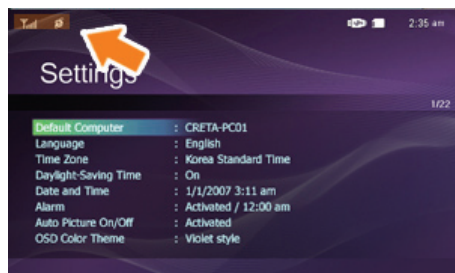 2:35 am
Settings
1/22
Default Computer : CRETA-PC01
Language : English
Time Zone : Korea Standard Time
Daylight-Saving Time : On
Date and Time : 1/1/2007 3:11 am
Alarm : Activated / 12:00 am
Auto Picture On/Off : Activated
OSD Color Theme : Violet style